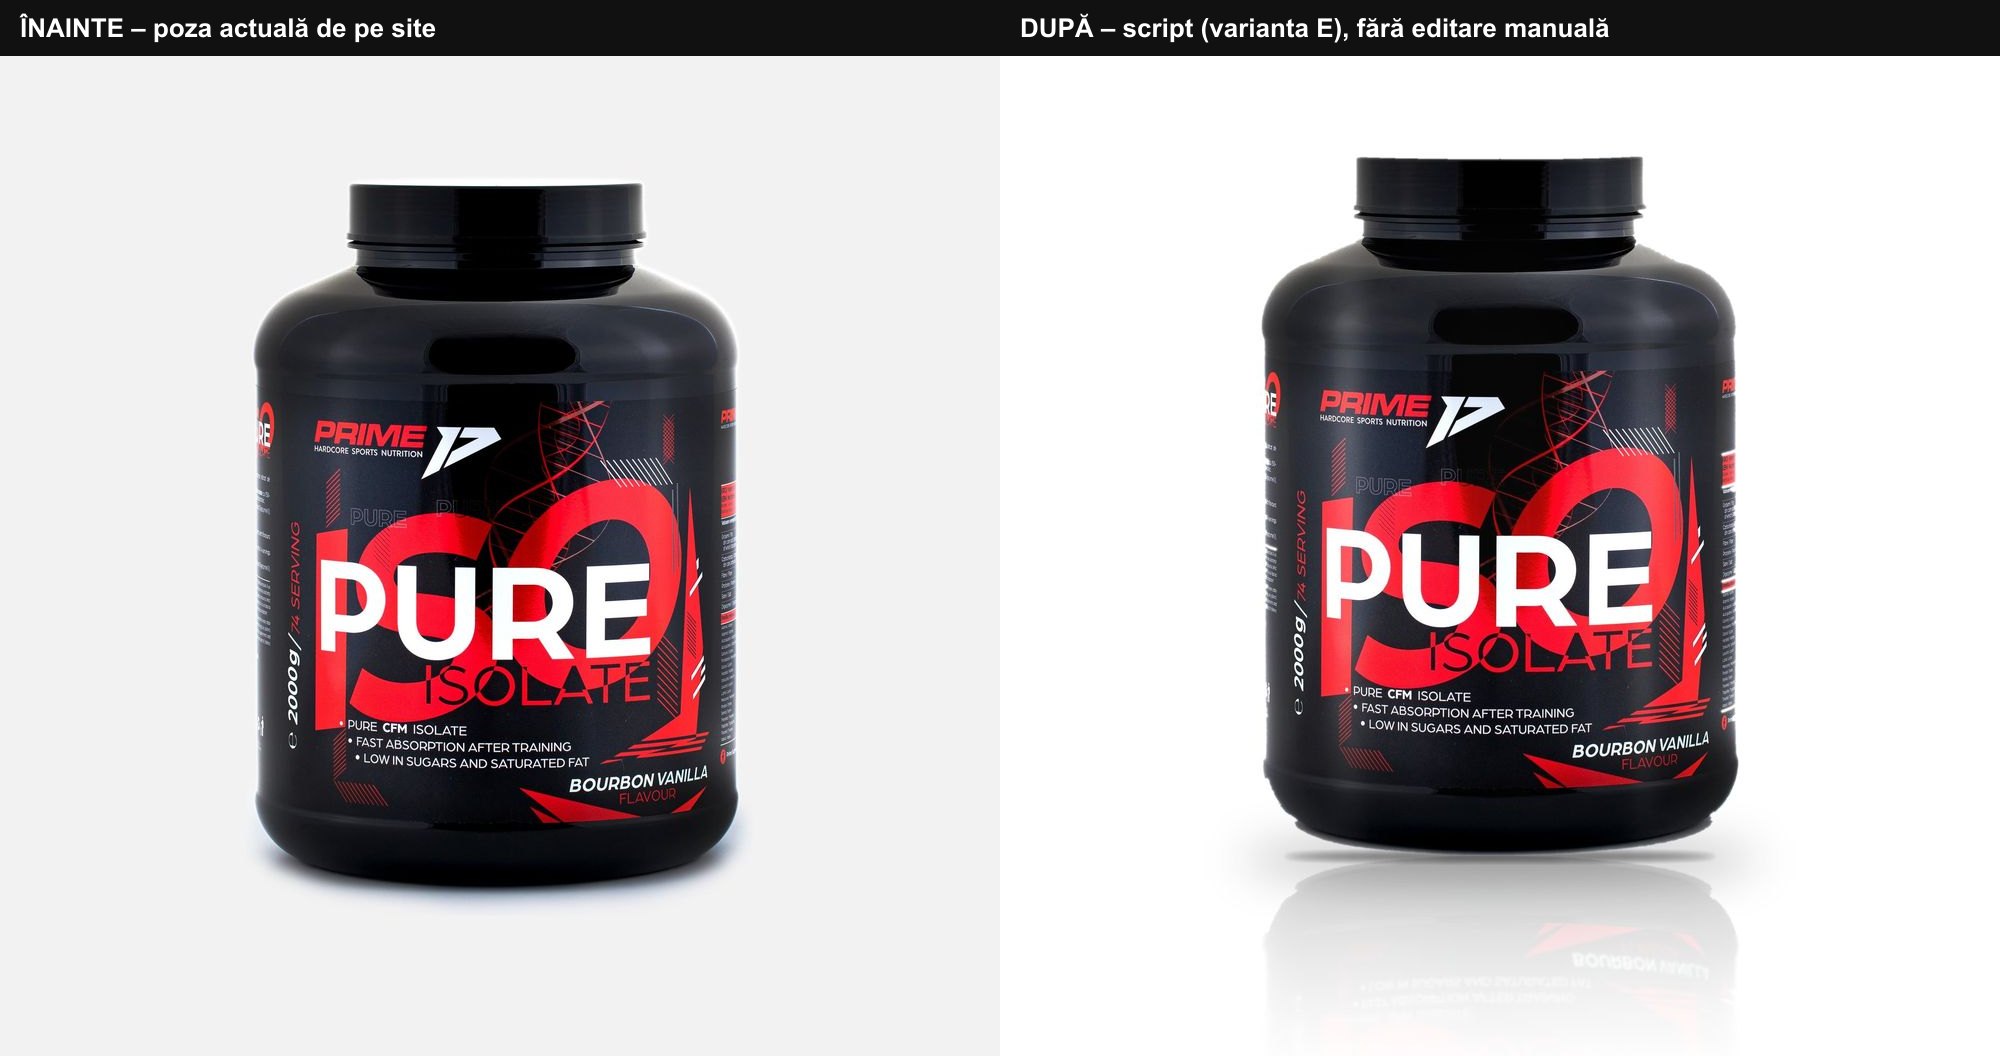 ÎNAINTE – poza actuală de pe site
DUPĂ – script (varianta E), fără editare manuală
PRIME
HARDCORE SPORTS NUTRITION
PURE
ISO
PURE
ISOLATE
e 2000g/74 SERVING
• PURE CFM ISOLATE
• FAST ABSORPTION AFTER TRAINING
• LOW IN SUGARS AND SATURATED FAT
BOURBON VANILLA
FLAVOUR
PRIME
HARDCORE SPORTS NUTRITION
PURE
ISO
PURE
ISOLATE
e 2000g/74 SERVING
• PURE CFM ISOLATE
• FAST ABSORPTION AFTER TRAINING
• LOW IN SUGARS AND SATURATED FAT
BOURBON VANILLA
FLAVOUR